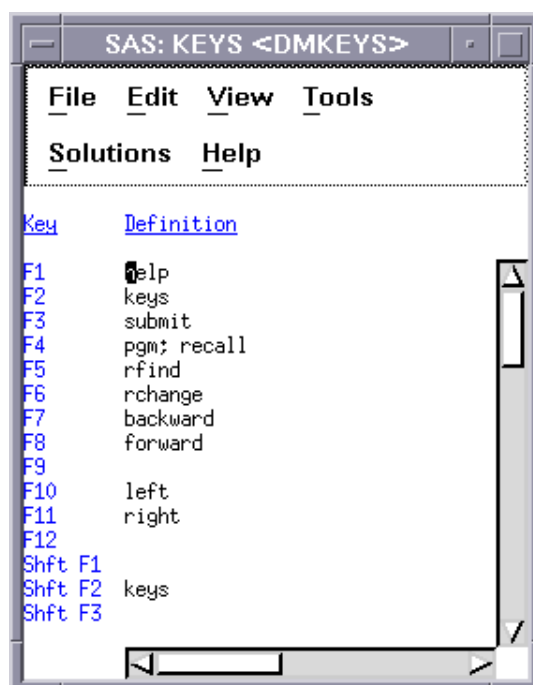 SAS: KEYS <DMKEYS>
File Edit View Tools
Solutions Help
Key Definition
F1 help
F2 keys
F3 submit
F4 pgm; recall
F5 rfind
F6 rchange
F7 backward
F8 forward
F9
F10 left
F11 right
F12
Shft F1
Shft F2 keys
Shft F3